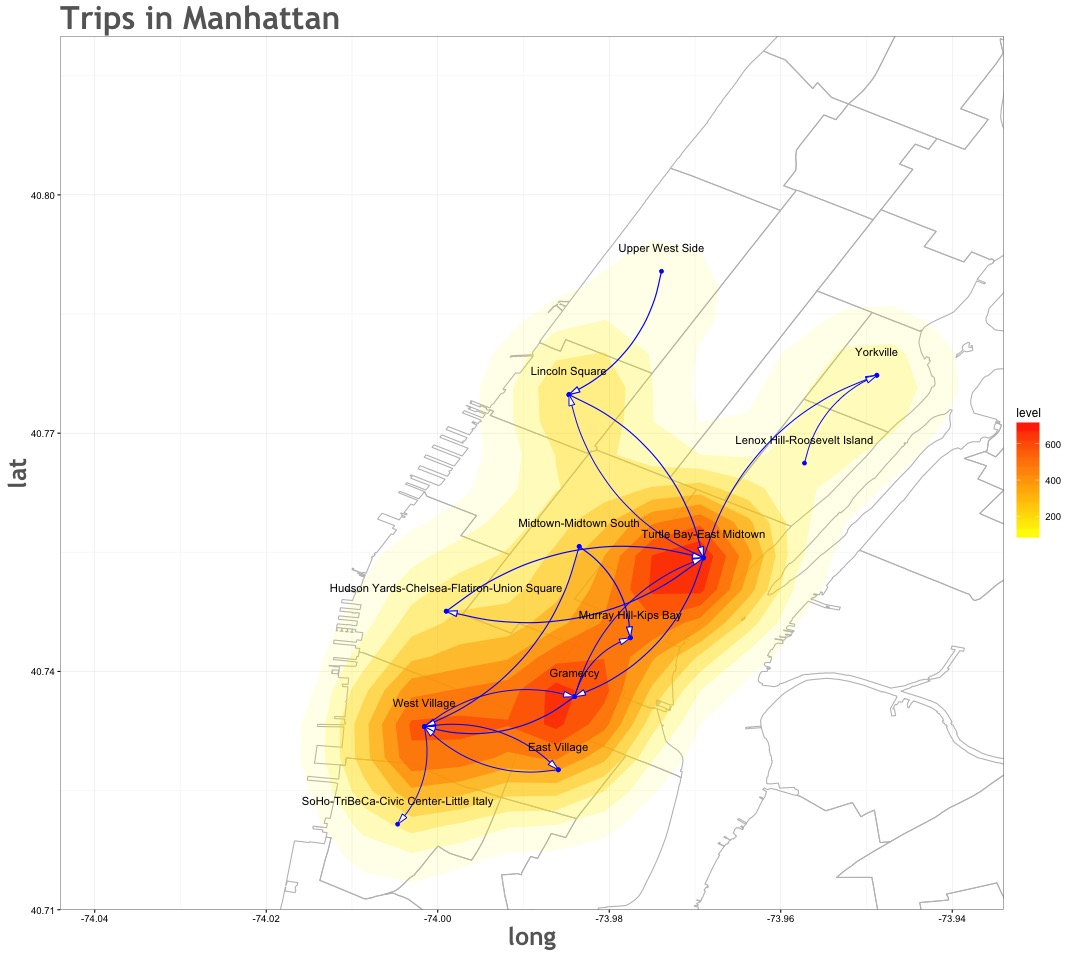 Trips in Manhattan
lat
40.80
40.77
40.74
40.71
Upper West Side
Yorkville
Lincoln Square
Lenox Hill-Roosevelt Island
Midtown-Midtown South
Turtle Bay-East Midtown
Hudson Yards-Chelsea-Flatiron-Union Square
Murray Hill-Kips Bay
Gramercy
West Village
East Village
SoHo-TriBeCa-Civic Center-Little Italy
level
600
400
200
-74.04
-74.02
-74.00
-73.98
-73.96
-73.94
long